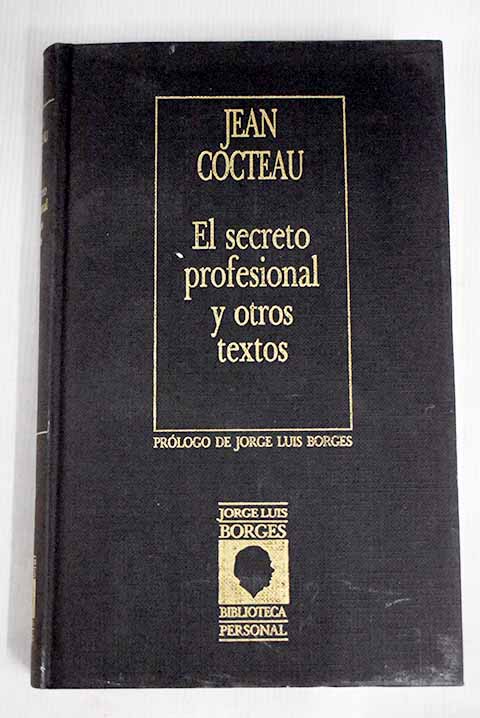 JEAN
COCTEAU
El secreto
profesional
y otros
textos
PRÓLOGO DE JORGE LUIS BORGES
JORGE LUIS
BORGES
BIBLIOTECA
PERSONAL